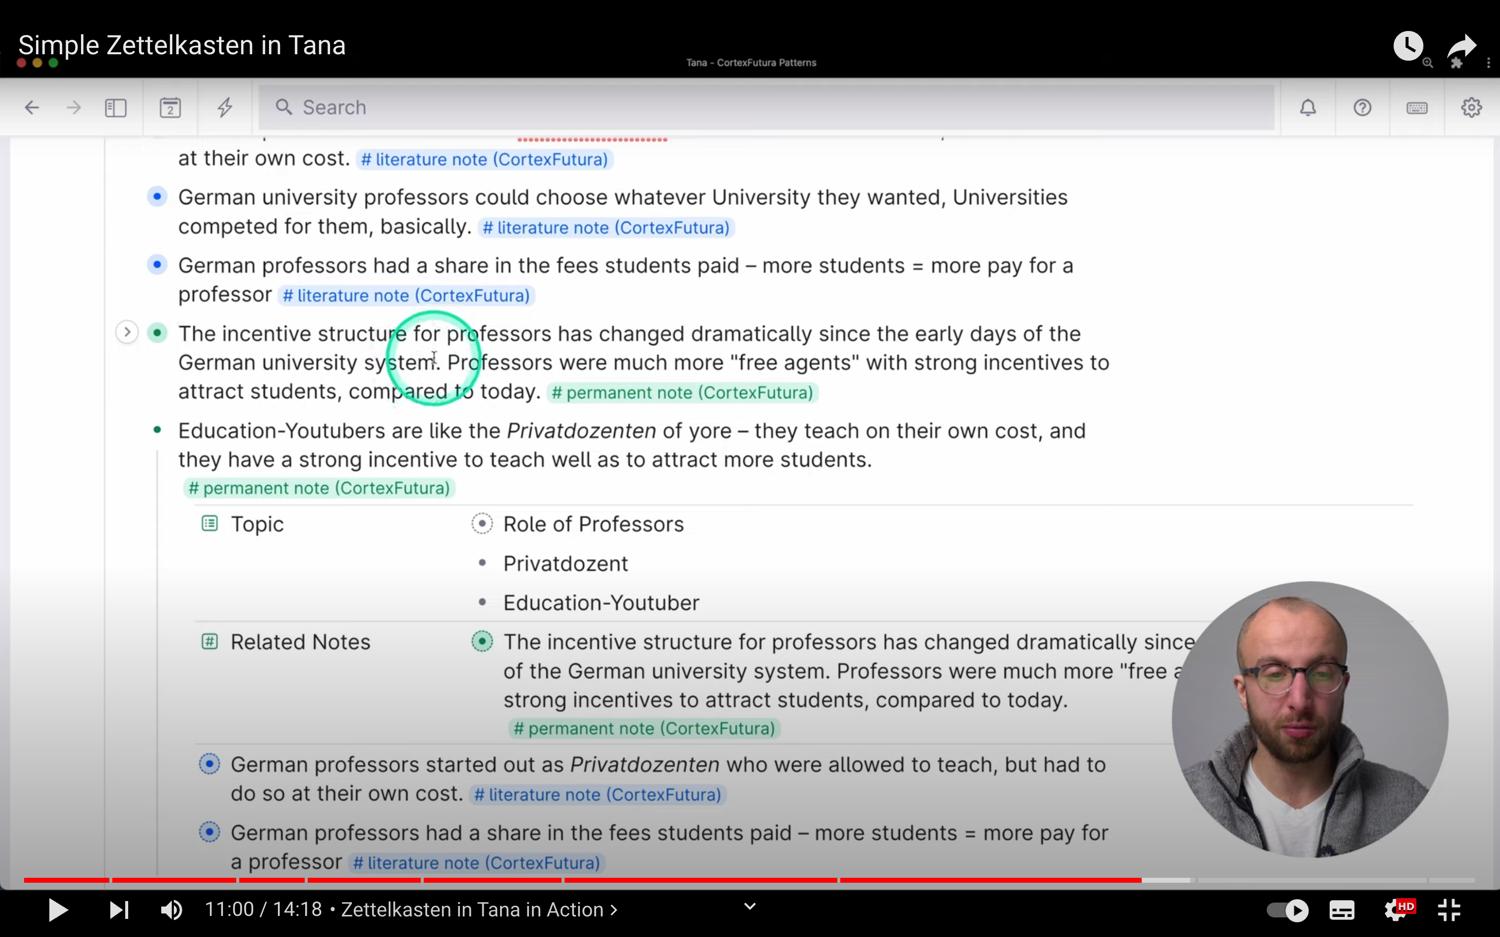 Simple Zettelkasten in Tana
Tana - CortexFutura Patterns
2
Search
at their own cost. # literature note (CortexFutura)
German university professors could choose whatever University they wanted, Universities
competed for them, basically. # literature note (CortexFutura)
German professors had a share in the fees students paid – more students = more pay for a
professor # literature note (CortexFutura)
The incentive structure for professors has changed dramatically since the early days of the
German university system. Professors were much more "free agents" with strong incentives to
attract students, compared to today. # permanent note (CortexFutura)
Education-Youtubers are like the Privatdozenten of yore – they teach on their own cost, and
they have a strong incentive to teach well as to attract more students.
# permanent note (CortexFutura)
Topic
Role of Professors
Privatdozent
Education-Youtuber
Related Notes
The incentive structure for professors has changed dramatically since
of the German university system. Professors were much more "free a
strong incentives to attract students, compared to today.
# permanent note (CortexFutura)
German professors started out as Privatdozenten who were allowed to teach, but had to
do so at their own cost. # literature note (CortexFutura)
German professors had a share in the fees students paid – more students = more pay for
a professor # literature note (CortexFutura)
11:00 / 14:18 • Zettelkasten in Tana in Action >
HD